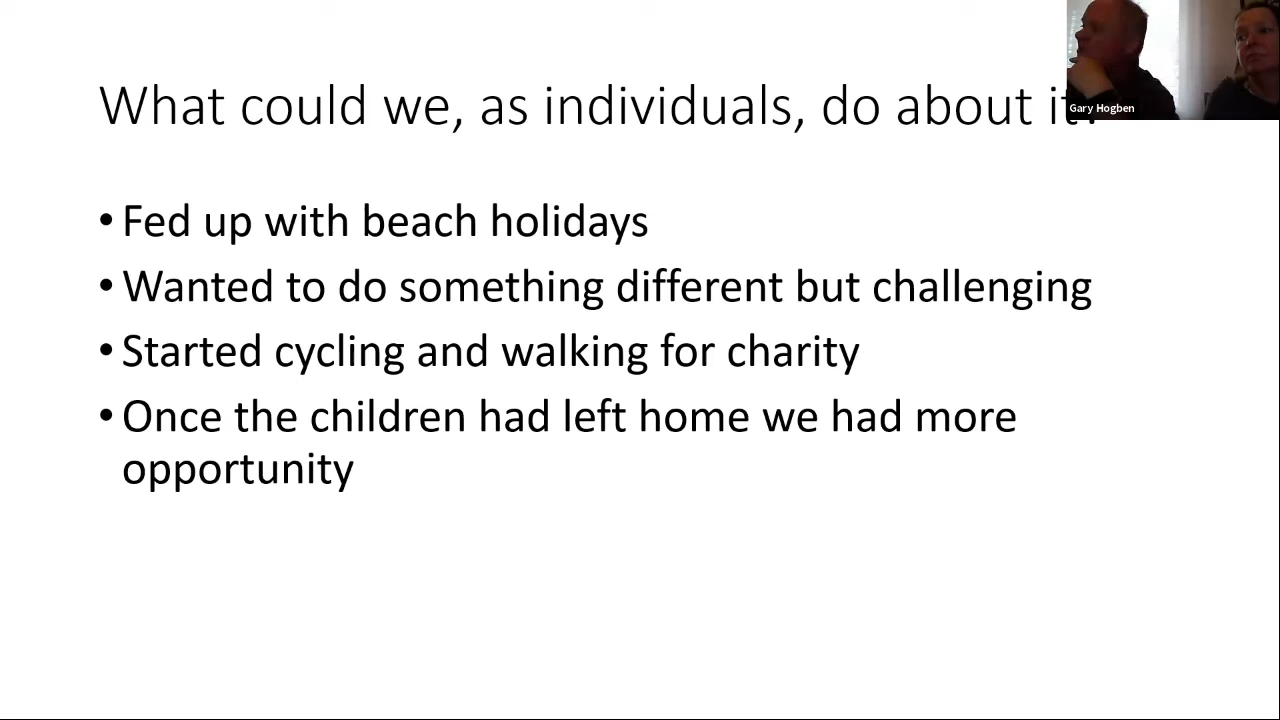 What could we, as individuals, do about it?
Gary Hogben
• Fed up with beach holidays
• Wanted to do something different but challenging
• Started cycling and walking for charity
• Once the children had left home we had more
opportunity